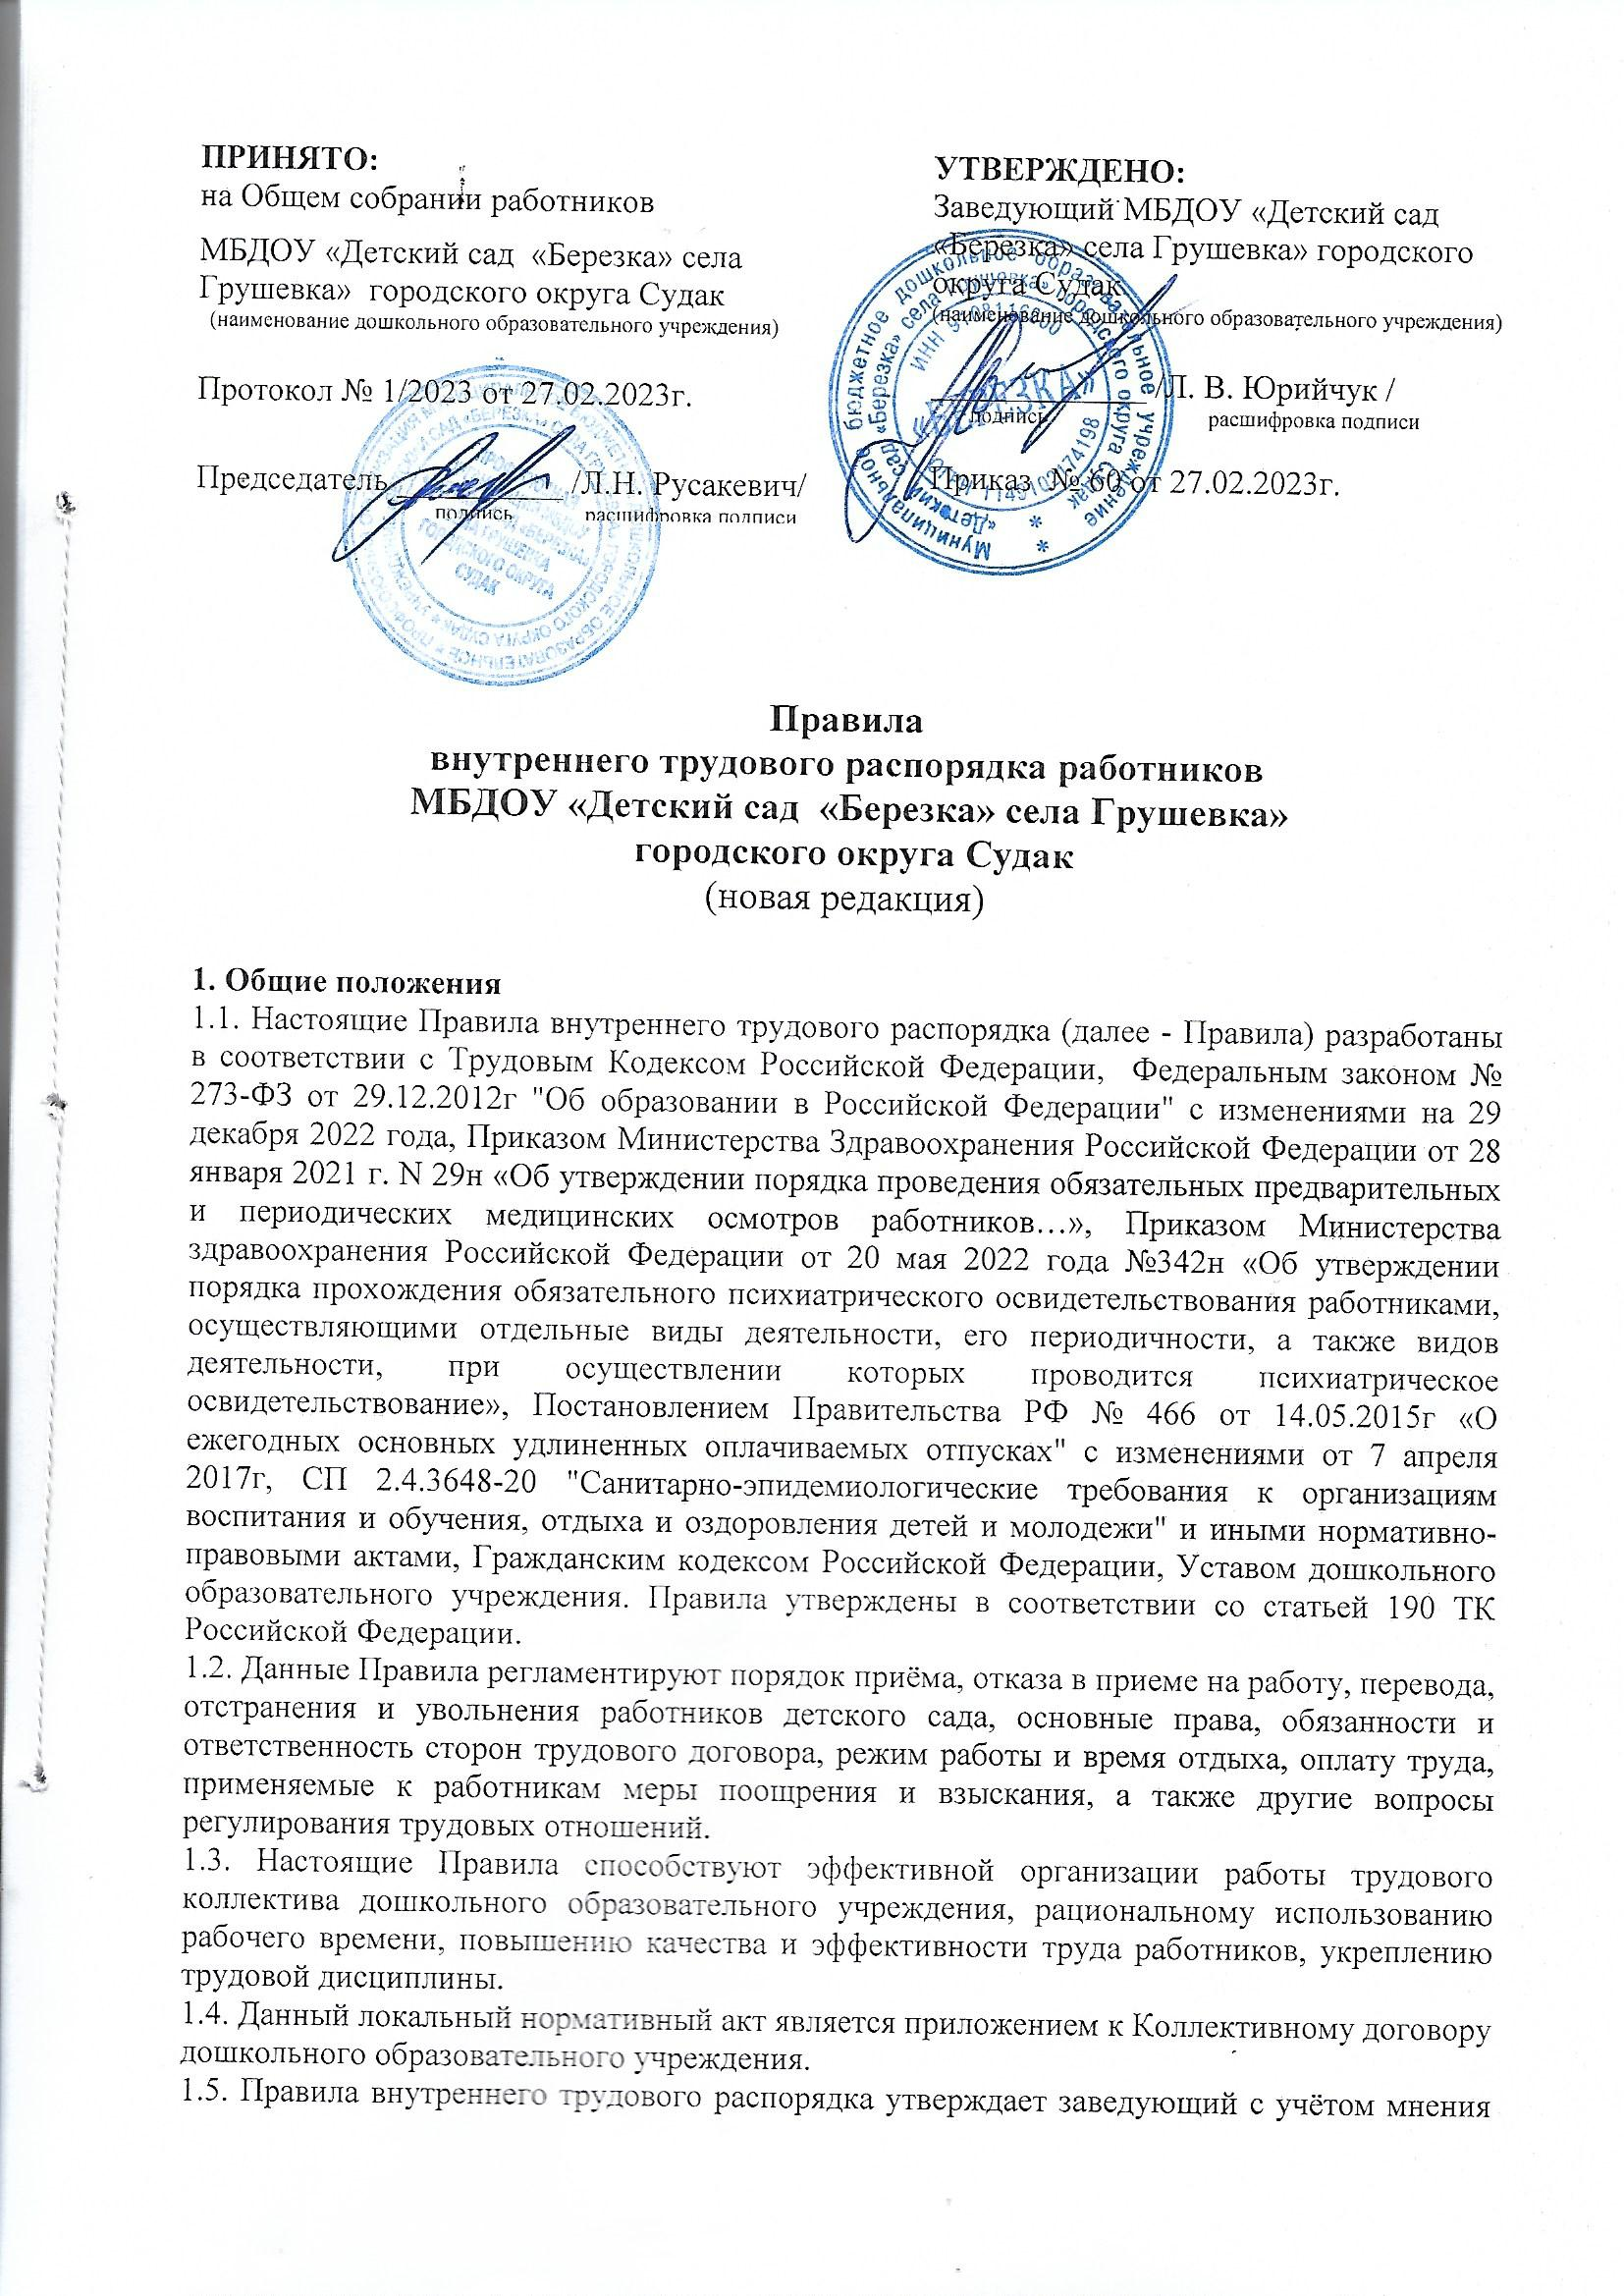 ПРИНЯТО:
на Общем собрании работников
МБДОУ «Детский сад «Березка» села
Грушевка» городского округа Судак
(наименование дошкольного образовательного учреждения)
Протокол № 1/2023 от 27.02.2023г.
Председатель /Л.Н. Русакевич/
подпись расшифровка подписи
ГОРОДСКОГО ОКРУГА
СУДАК
УТВЕРЖДЕНО:
Заведующий МБДОУ «Детский сад
«Березка» села Грушевка» городского
округа Судак
(наименование дошкольного образовательного учреждения)
/Л. В. Юрийчук /
подпись расшифровка подписи
Приказ № 60 от 27.02.2023г.
Муниципальное бюджетное дошкольное образовательное учреждение
«Детский сад «Березка» села Грушевка» городского округа Судак
Правила
внутреннего трудового распорядка работников
МБДОУ «Детский сад «Березка» села Грушевка»
городского округа Судак
(новая редакция)
1. Общие положения
1.1. Настоящие Правила внутреннего трудового распорядка (далее - Правила) разработаны
в соответствии с Трудовым Кодексом Российской Федерации, Федеральным законом №
273-ФЗ от 29.12.2012г "Об образовании в Российской Федерации" с изменениями на 29
декабря 2022 года, Приказом Министерства Здравоохранения Российской Федерации от 28
января 2021 г. N 29н «Об утверждении порядка проведения обязательных предварительных
и периодических медицинских осмотров работников…», Приказом Министерства
здравоохранения Российской Федерации от 20 мая 2022 года №342н «Об утверждении
порядка прохождения обязательного психиатрического освидетельствования работниками,
осуществляющими отдельные виды деятельности, его периодичности, а также видов
деятельности, при осуществлении которых проводится психиатрическое
освидетельствование», Постановлением Правительства РФ № 466 от 14.05.2015г «О
ежегодных основных удлиненных оплачиваемых отпусках" с изменениями от 7 апреля
2017г, СП 2.4.3648-20 "Санитарно-эпидемиологические требования к организациям
воспитания и обучения, отдыха и оздоровления детей и молодежи" и иными нормативно-
правовыми актами, Гражданским кодексом Российской Федерации, Уставом дошкольного
образовательного учреждения. Правила утверждены в соответствии со статьей 190 ТК
Российской Федерации.
1.2. Данные Правила регламентируют порядок приёма, отказа в приеме на работу, перевода,
отстранения и увольнения работников детского сада, основные права, обязанности и
ответственность сторон трудового договора, режим работы и время отдыха, оплату труда,
применяемые к работникам меры поощрения и взыскания, а также другие вопросы
регулирования трудовых отношений.
1.3. Настоящие Правила способствуют эффективной организации работы трудового
коллектива дошкольного образовательного учреждения, рациональному использованию
рабочего времени, повышению качества и эффективности труда работников, укреплению
трудовой дисциплины.
1.4. Данный локальный нормативный акт является приложением к Коллективному договору
дошкольного образовательного учреждения.
1.5. Правила внутреннего трудового распорядка утверждает заведующий с учётом мнения